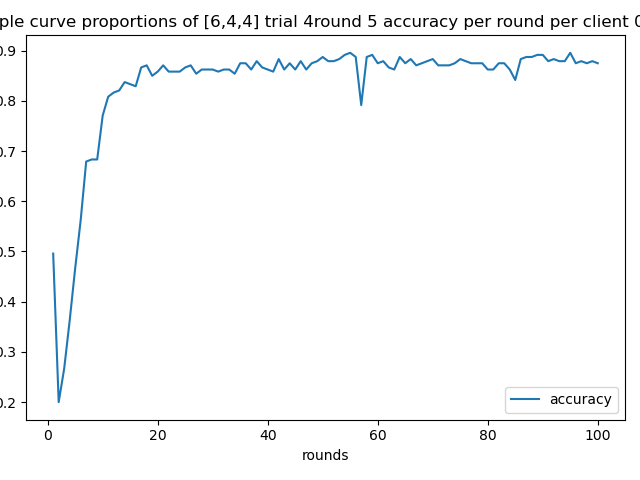 ple curve proportions of [6,4,4] trial 4round 5 accuracy per round per client 0
0.9
0.8
0.7
0.6
0.5
0.4
0.3
0.2
0 20 40 60 80 100
rounds
accuracy